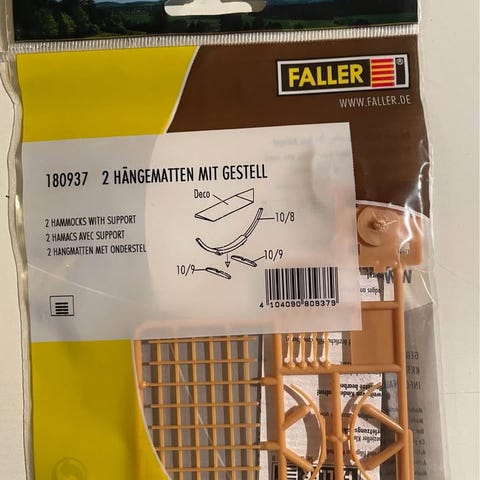 FALLER
WWW.FALLER.DE
180937 2 HÄNGEMATTEN MIT GESTELL
Deco
2 HAMMOCKS WITH SUPPORT
2 HAMACS AVEC SUPPORT
2 HANGMATTEN MET ONDERSTEL
10/8
10/9
10/9
4 104090 809379
FALLER